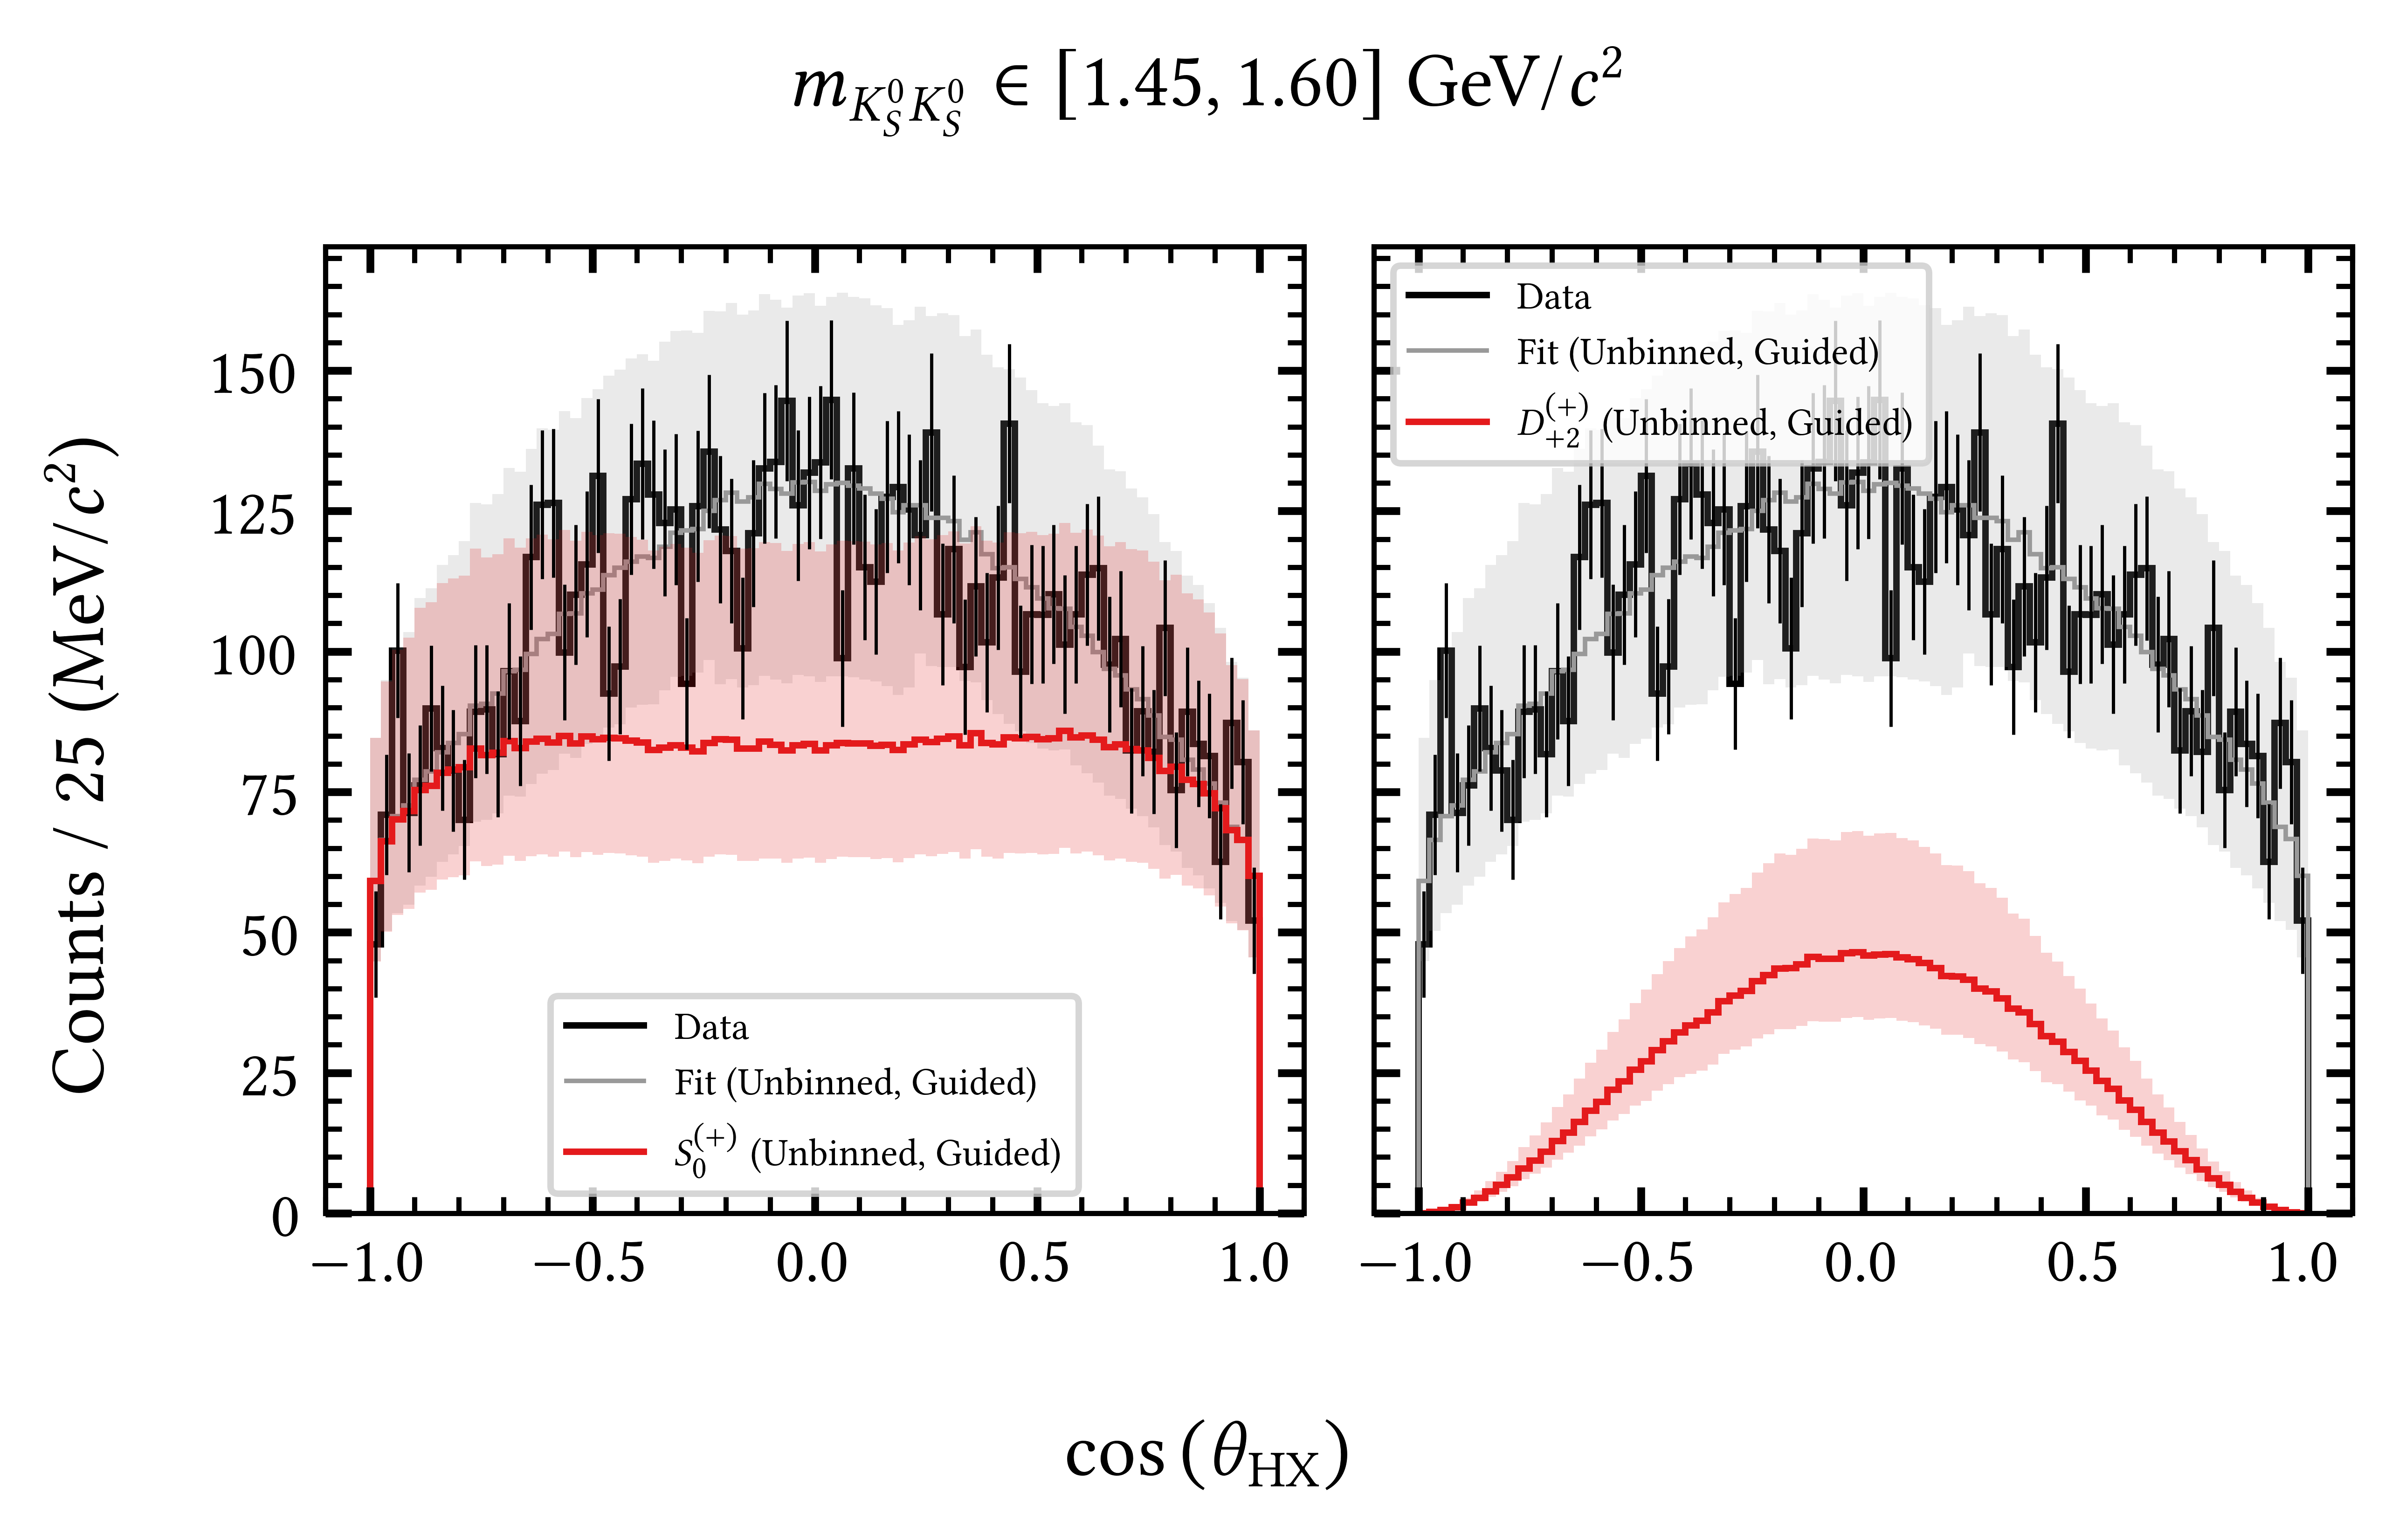 m_{K_S^0 K_S^0} ∈ [1.45, 1.60] GeV/c²
Counts / 25 (MeV/c²)
150
125
100
75
50
25
0
Data
Fit (Unbinned, Guided)
S_0^{(+)} (Unbinned, Guided)
−1.0 −0.5 0.0 0.5 1.0
Data
Fit (Unbinned, Guided)
D_{+2}^{(+)} (Unbinned, Guided)
−1.0 −0.5 0.0 0.5 1.0
cos (θ_HX)